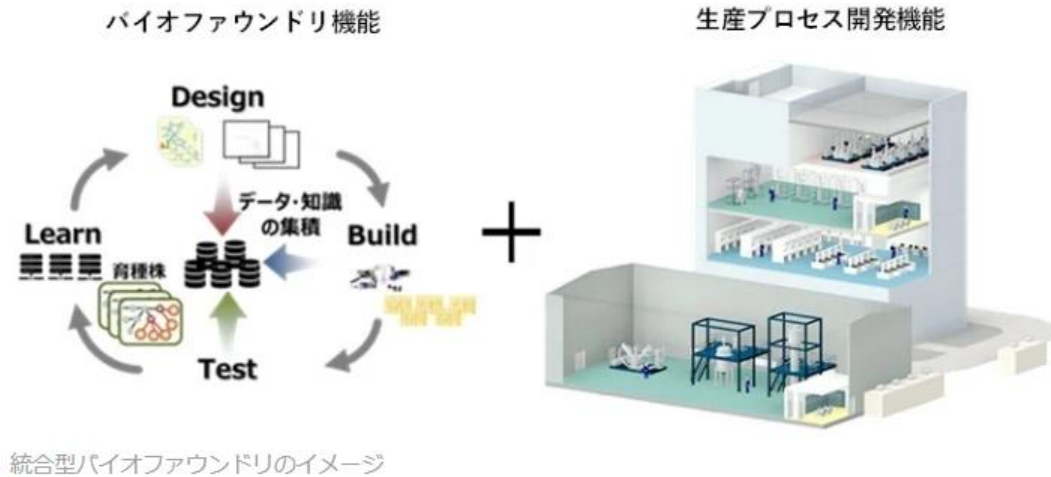 バイオファウンドリ機能
生産プロセス開発機能
Design
データ・知識
の集積
Learn
Build
育種株
Test
統合型バイオファウンドリのイメージ